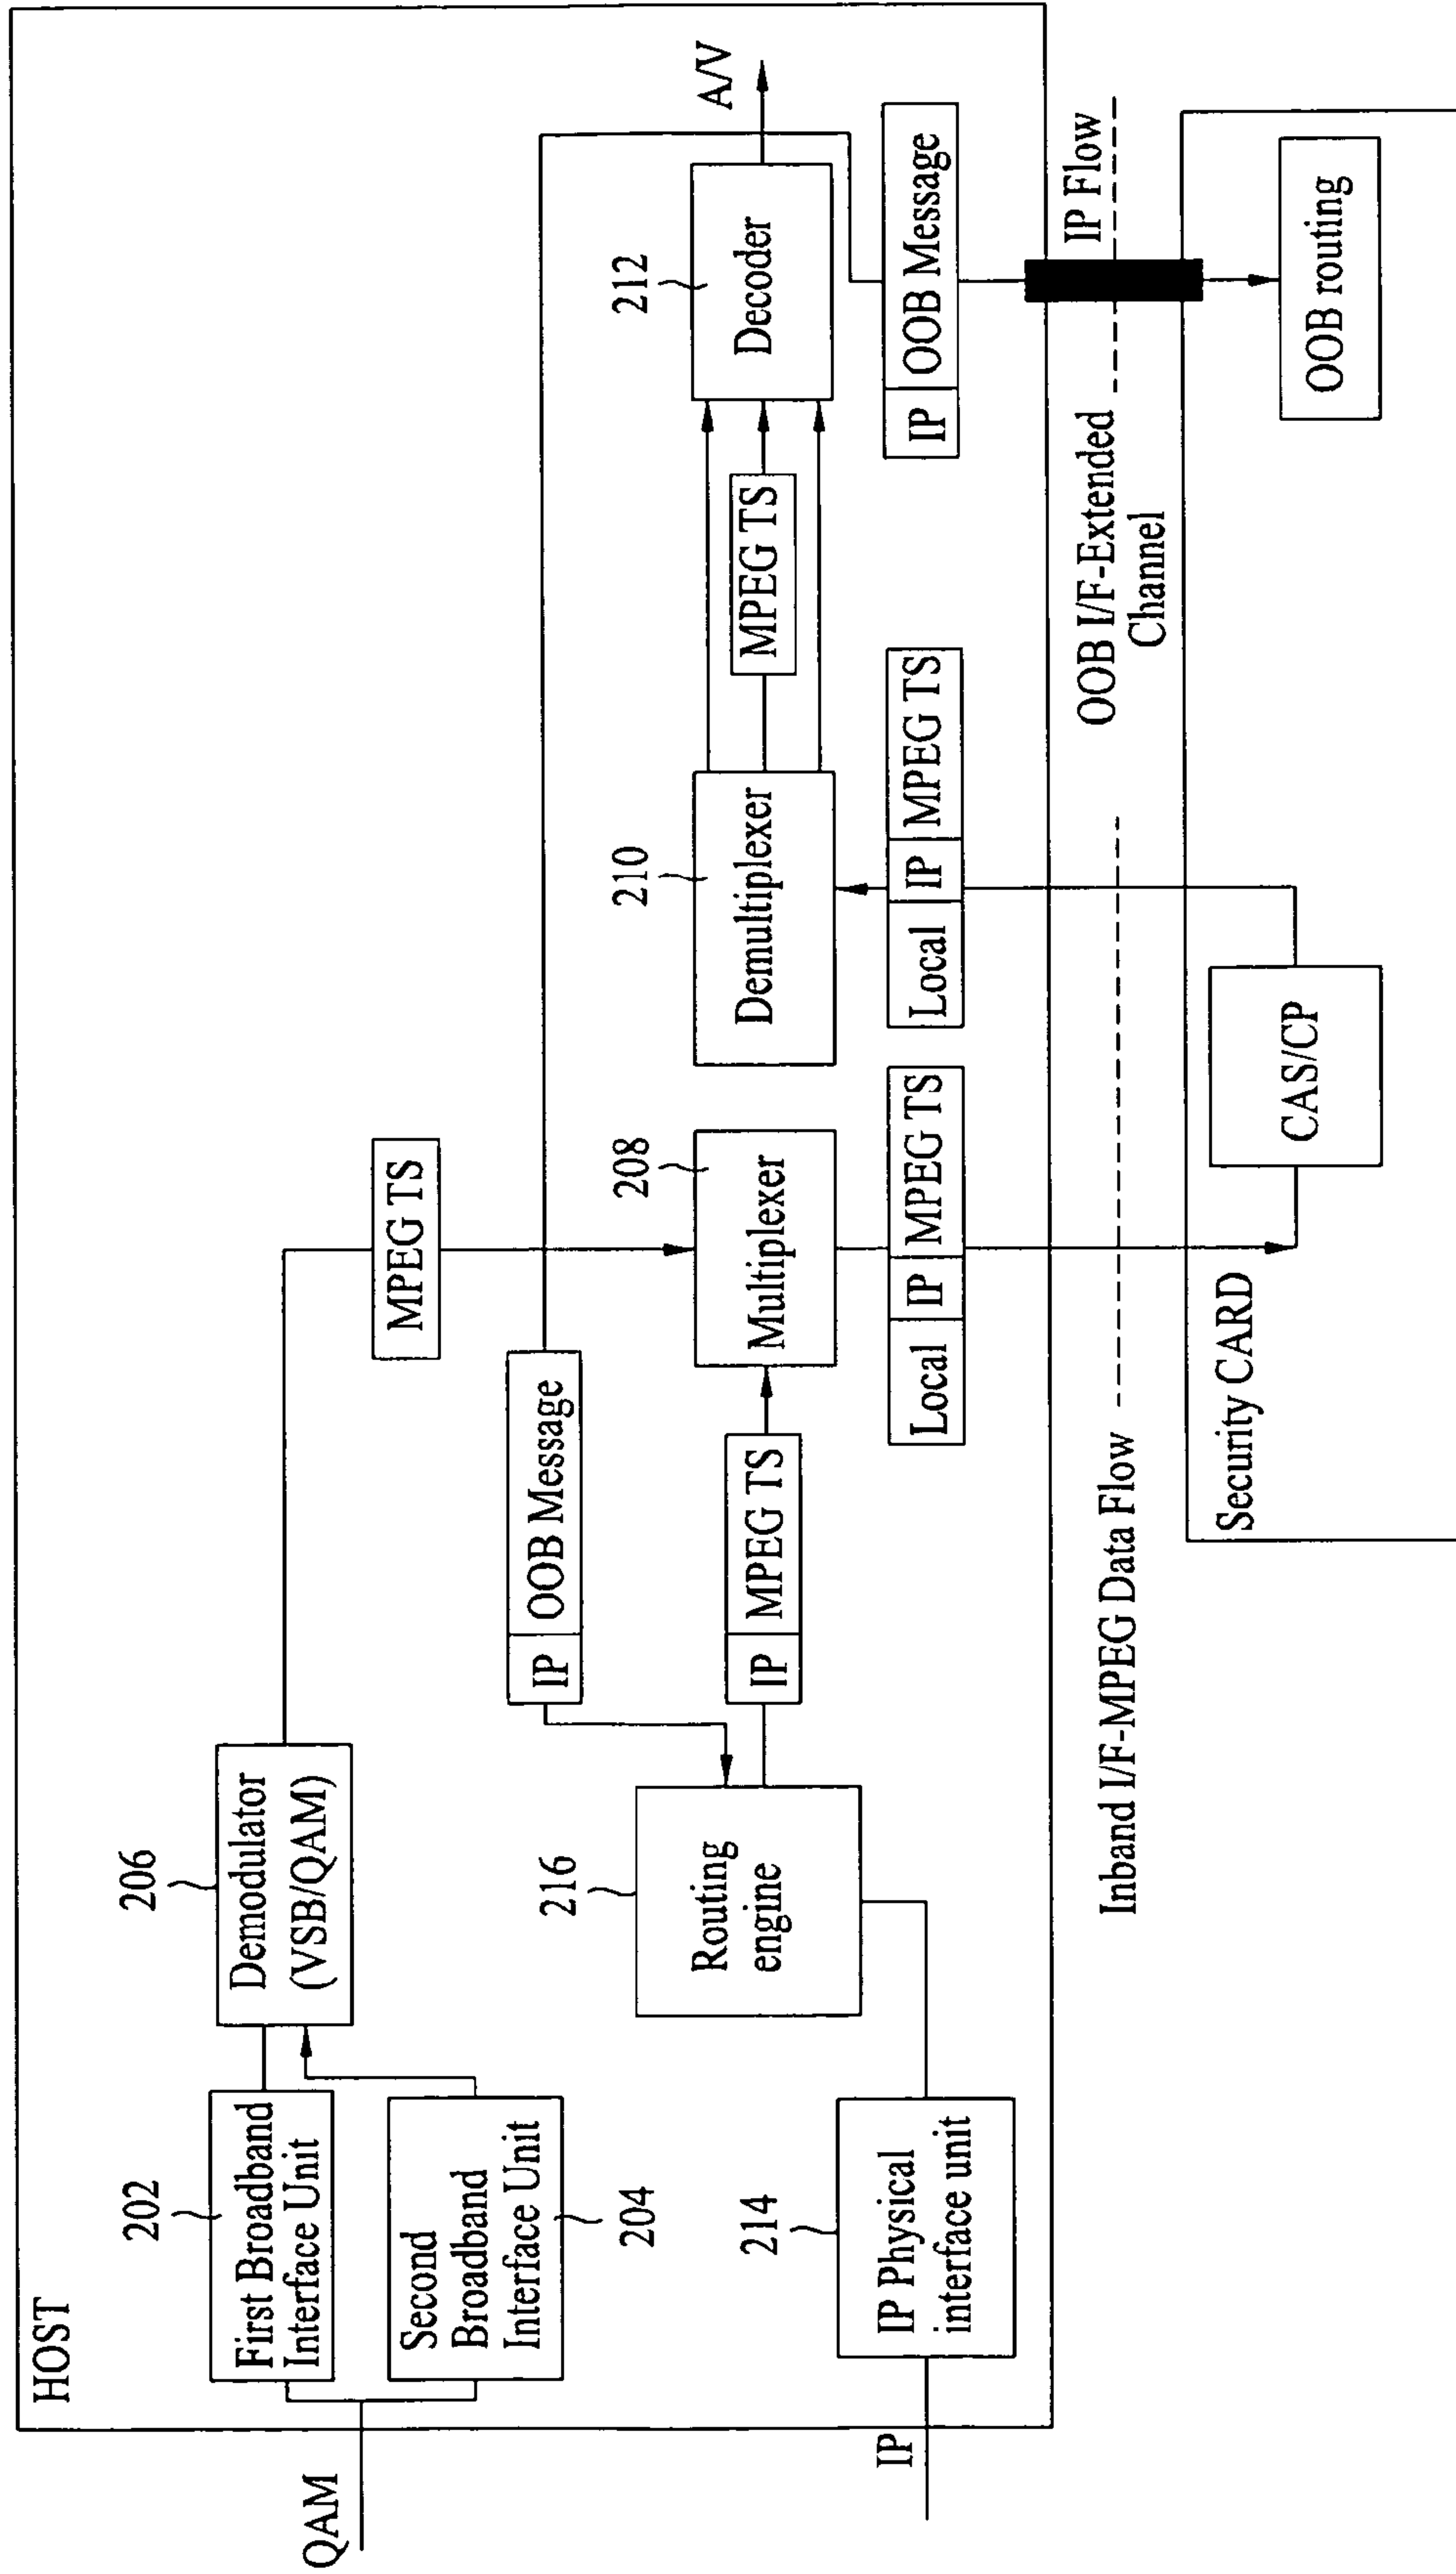 HOST
QAM
202
First Broadband
Interface Unit
Second
Broadband
Interface Unit
204
206
Demodulator
(VSB/QAM)
MPEG TS
IP
214
IP Physical
interface unit
216
Routing
engine
IP OOB Message
IP MPEG TS
208
Multiplexer
Local IP MPEG TS
210
Demultiplexer
Local IP MPEG TS
MPEG TS
212
Decoder
A/V
IP OOB Message
Inband I/F-MPEG Data Flow
OOB I/F-Extended
Channel
IP Flow
Security CARD
CAS/CP
OOB routing